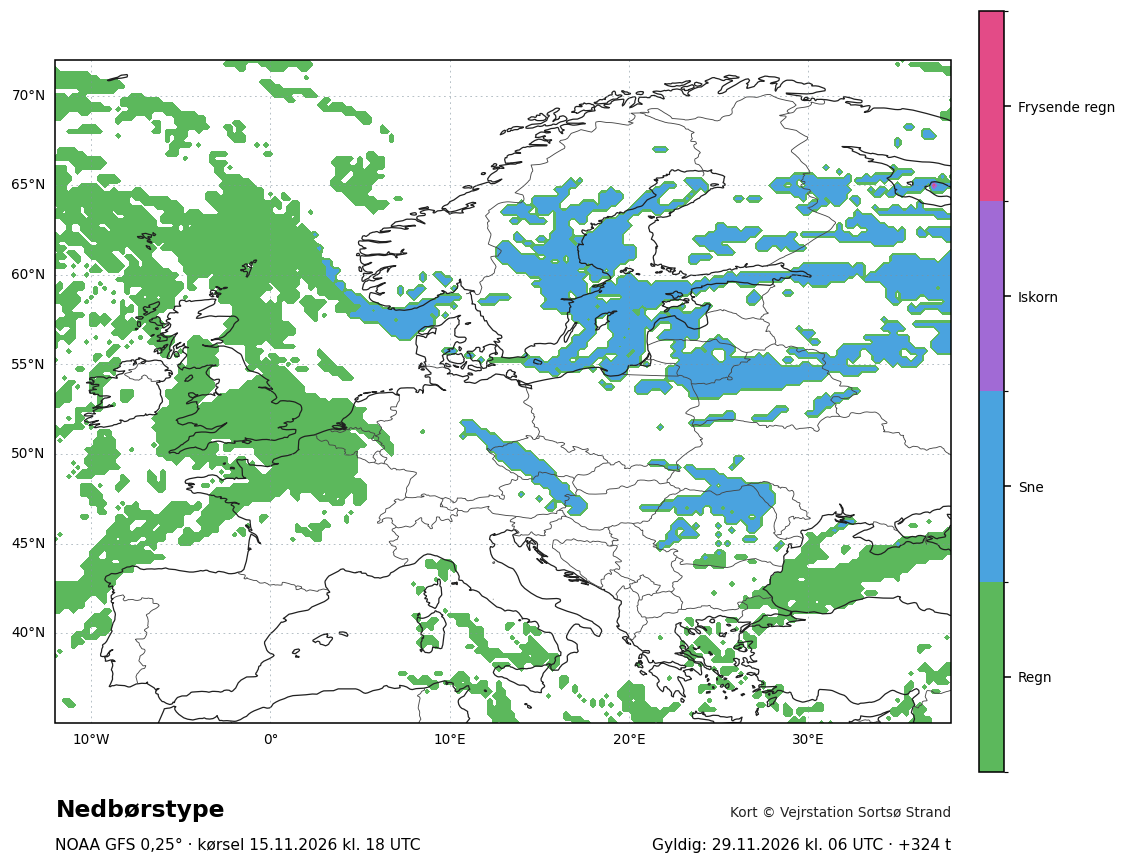 Frysende regn
Iskorn
Sne
Regn
70°N
65°N
60°N
55°N
50°N
45°N
40°N
10°W
0°
10°E
20°E
30°E
Nedbørstype
Kort © Vejrstation Sortsø Strand
NOAA GFS 0,25° · kørsel 15.11.2026 kl. 18 UTC
Gyldig: 29.11.2026 kl. 06 UTC · +324 t